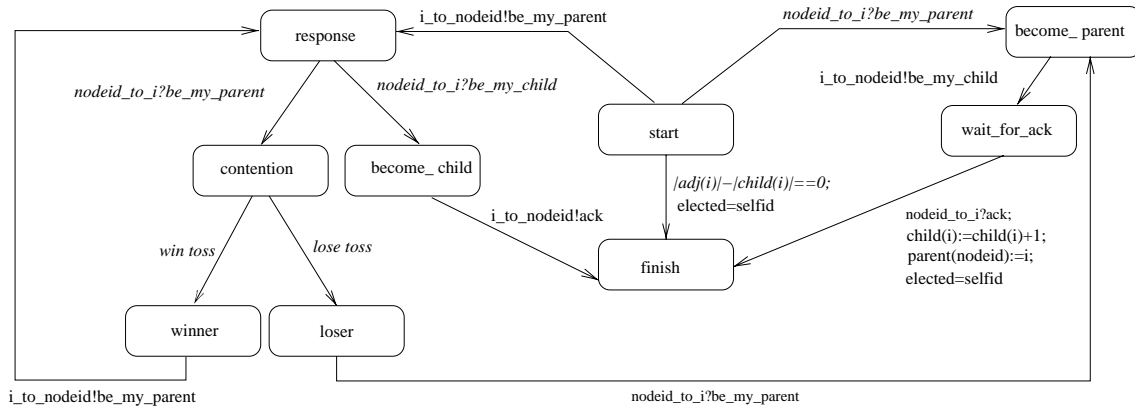 i_to_nodeid!be_my_parent
nodeid_to_i?be_my_parent
response
become_ parent
nodeid_to_i?be_my_parent
nodeid_to_i?be_my_child
i_to_nodeid!be_my_child
start
wait_for_ack
contention
become_ child
|adj(i)|−|child(i)|==0;
elected=selfid
i_to_nodeid!ack
nodeid_to_i?ack;
child(i):=child(i)+1;
parent(nodeid):=i;
elected=selfid
win toss
lose toss
finish
winner
loser
i_to_nodeid!be_my_parent
nodeid_to_i?be_my_parent